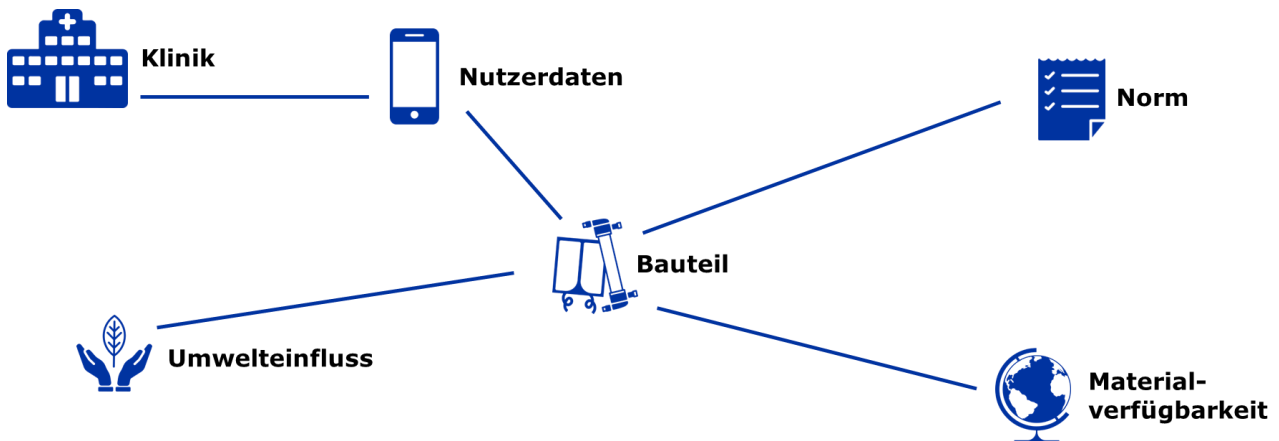 Klinik
Nutzerdaten
Norm
Bauteil
Umwelteinfluss
Material-
verfügbarkeit